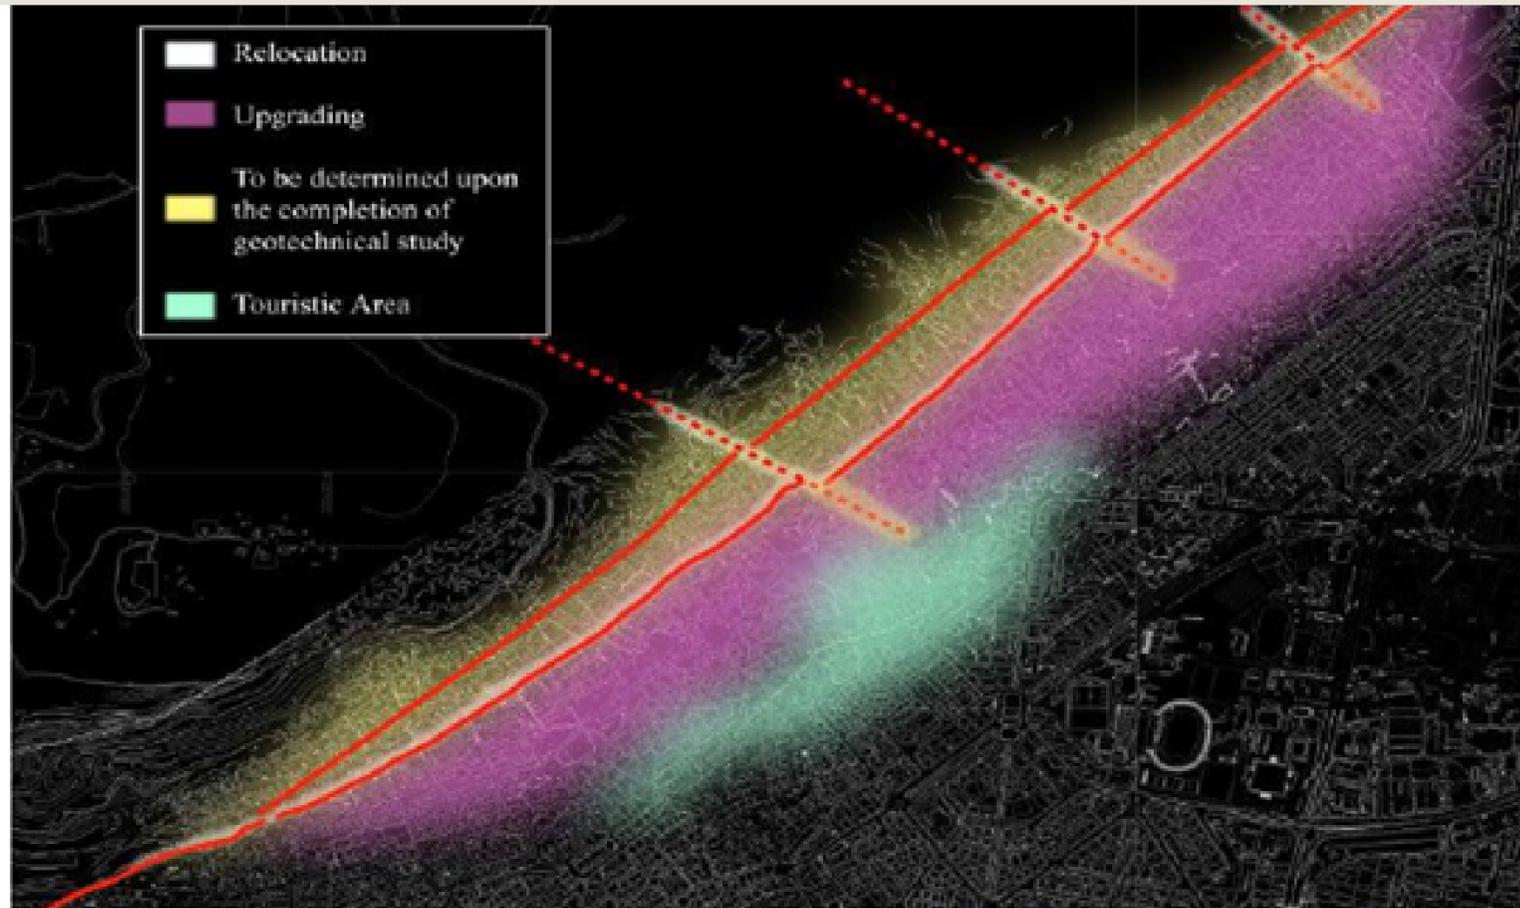 Relocation
Upgrading
To be determined upon
the completion of
geotechnical study
Touristic Area